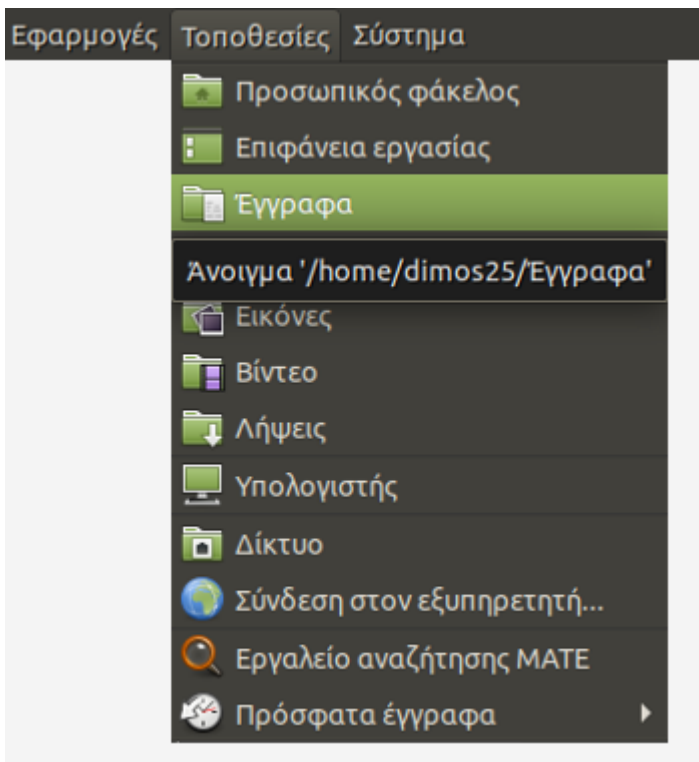 Εφαρμογές Τοποθεσίες Σύστημα
Προσωπικός φάκελος
Επιφάνεια εργασίας
Έγγραφα
Άνοιγμα '/home/dimos25/Έγγραφα'
Εικόνες
Βίντεο
Λήψεις
Υπολογιστής
Δίκτυο
Σύνδεση στον εξυπηρετητή...
Εργαλείο αναζήτησης MATE
Πρόσφατα έγγραφα